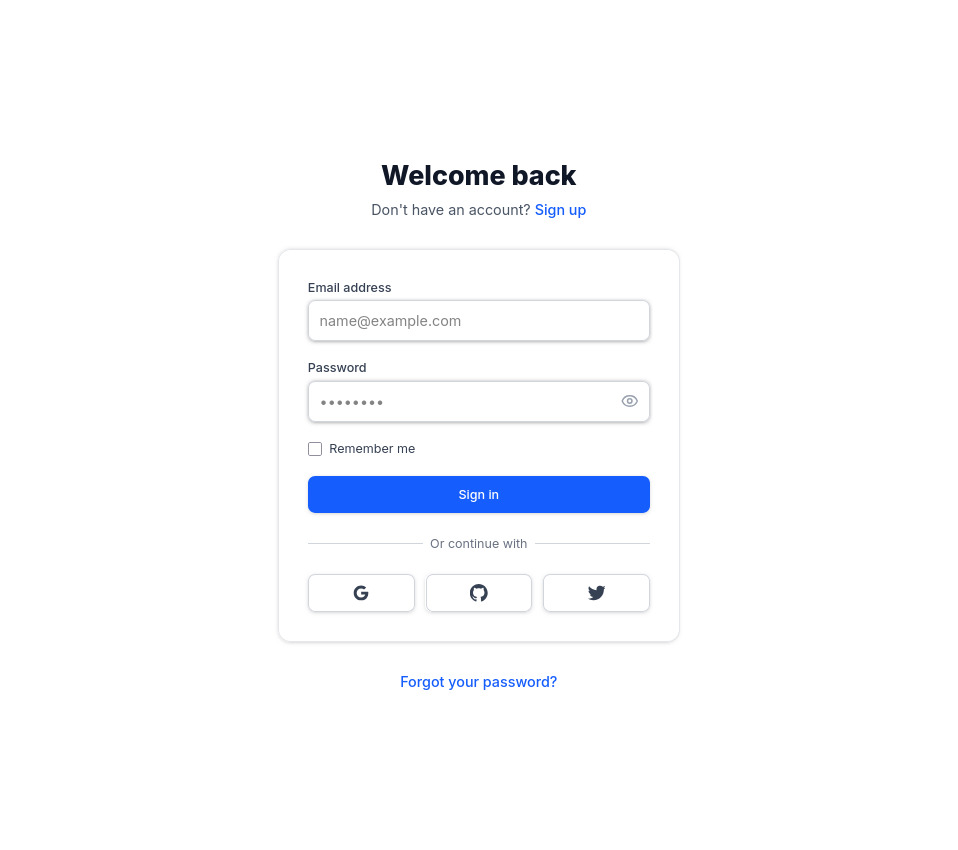 Welcome back
Don't have an account? Sign up
Email address
name@example.com
Password
••••••••
Remember me
Sign in
Or continue with
Forgot your password?